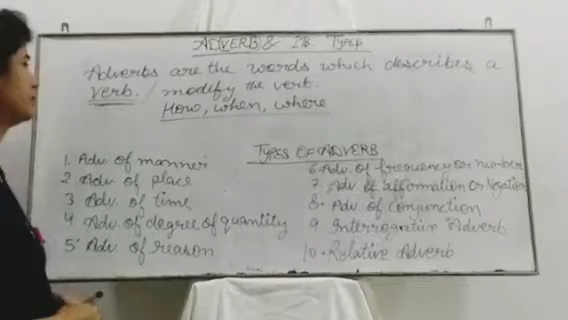 ADVERB & Its Types
Adverbs are the words which describes a
verb. / modify the verb.
How, when, where
TYPES OF ADVERB
1. Adv. of manner
2 Adv. of place
3 Adv. of time
4 Adv. of degree of quantity
5. Adv. of reason
6. Adv. of frequency or number
7. Adv. of afformation or Negation
8. Adv. of conjunction
9 Interrogative Adverb
10. Relative Adverb